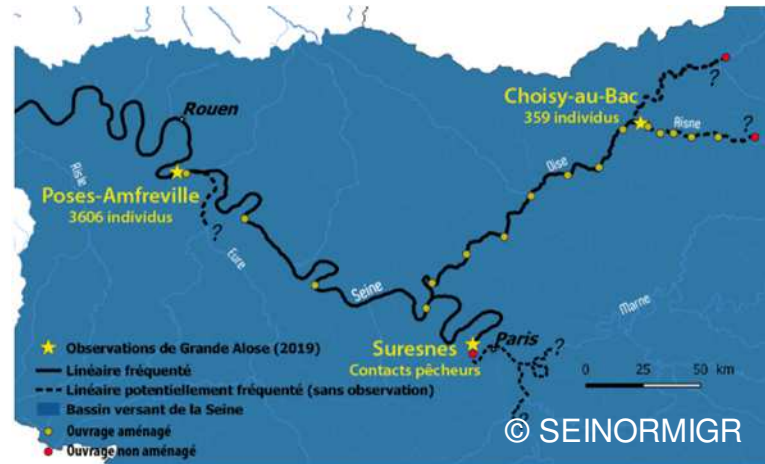 Rouen
Choisy-au-Bac
359 individus
?
Aisne
?
Oise
Risle
Poses-Amfreville
3606 individus
?
Eure
Seine
Marne
Paris
?
?
Suresnes
Contacts pêcheurs
0 25 50 km
Observations de Grande Alose (2019)
Linéaire fréquenté
Linéaire potentiellement fréquenté (sans observation)
Bassin versant de la Seine
Ouvrage aménagé
Ouvrage non aménagé
© SEINORMIGR